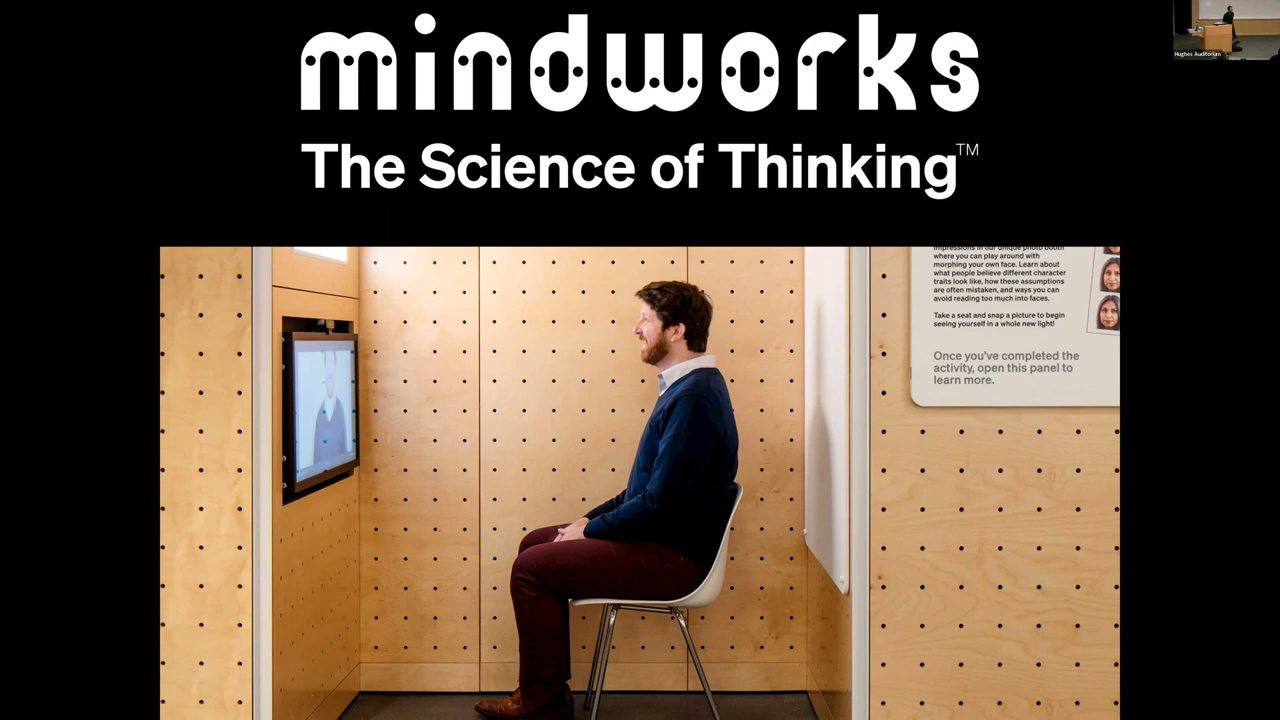 mindworks
The Science of Thinking™
Hughes Auditorium
impressions in our unique photo booth
where you can play around with
morphing your own face. Learn about
what people believe different character
traits look like, how these assumptions
are often mistaken, and ways you can
avoid reading too much into faces.
Take a seat and snap a picture to begin
seeing yourself in a whole new light!
Once you've completed the
activity, open this panel to
learn more.